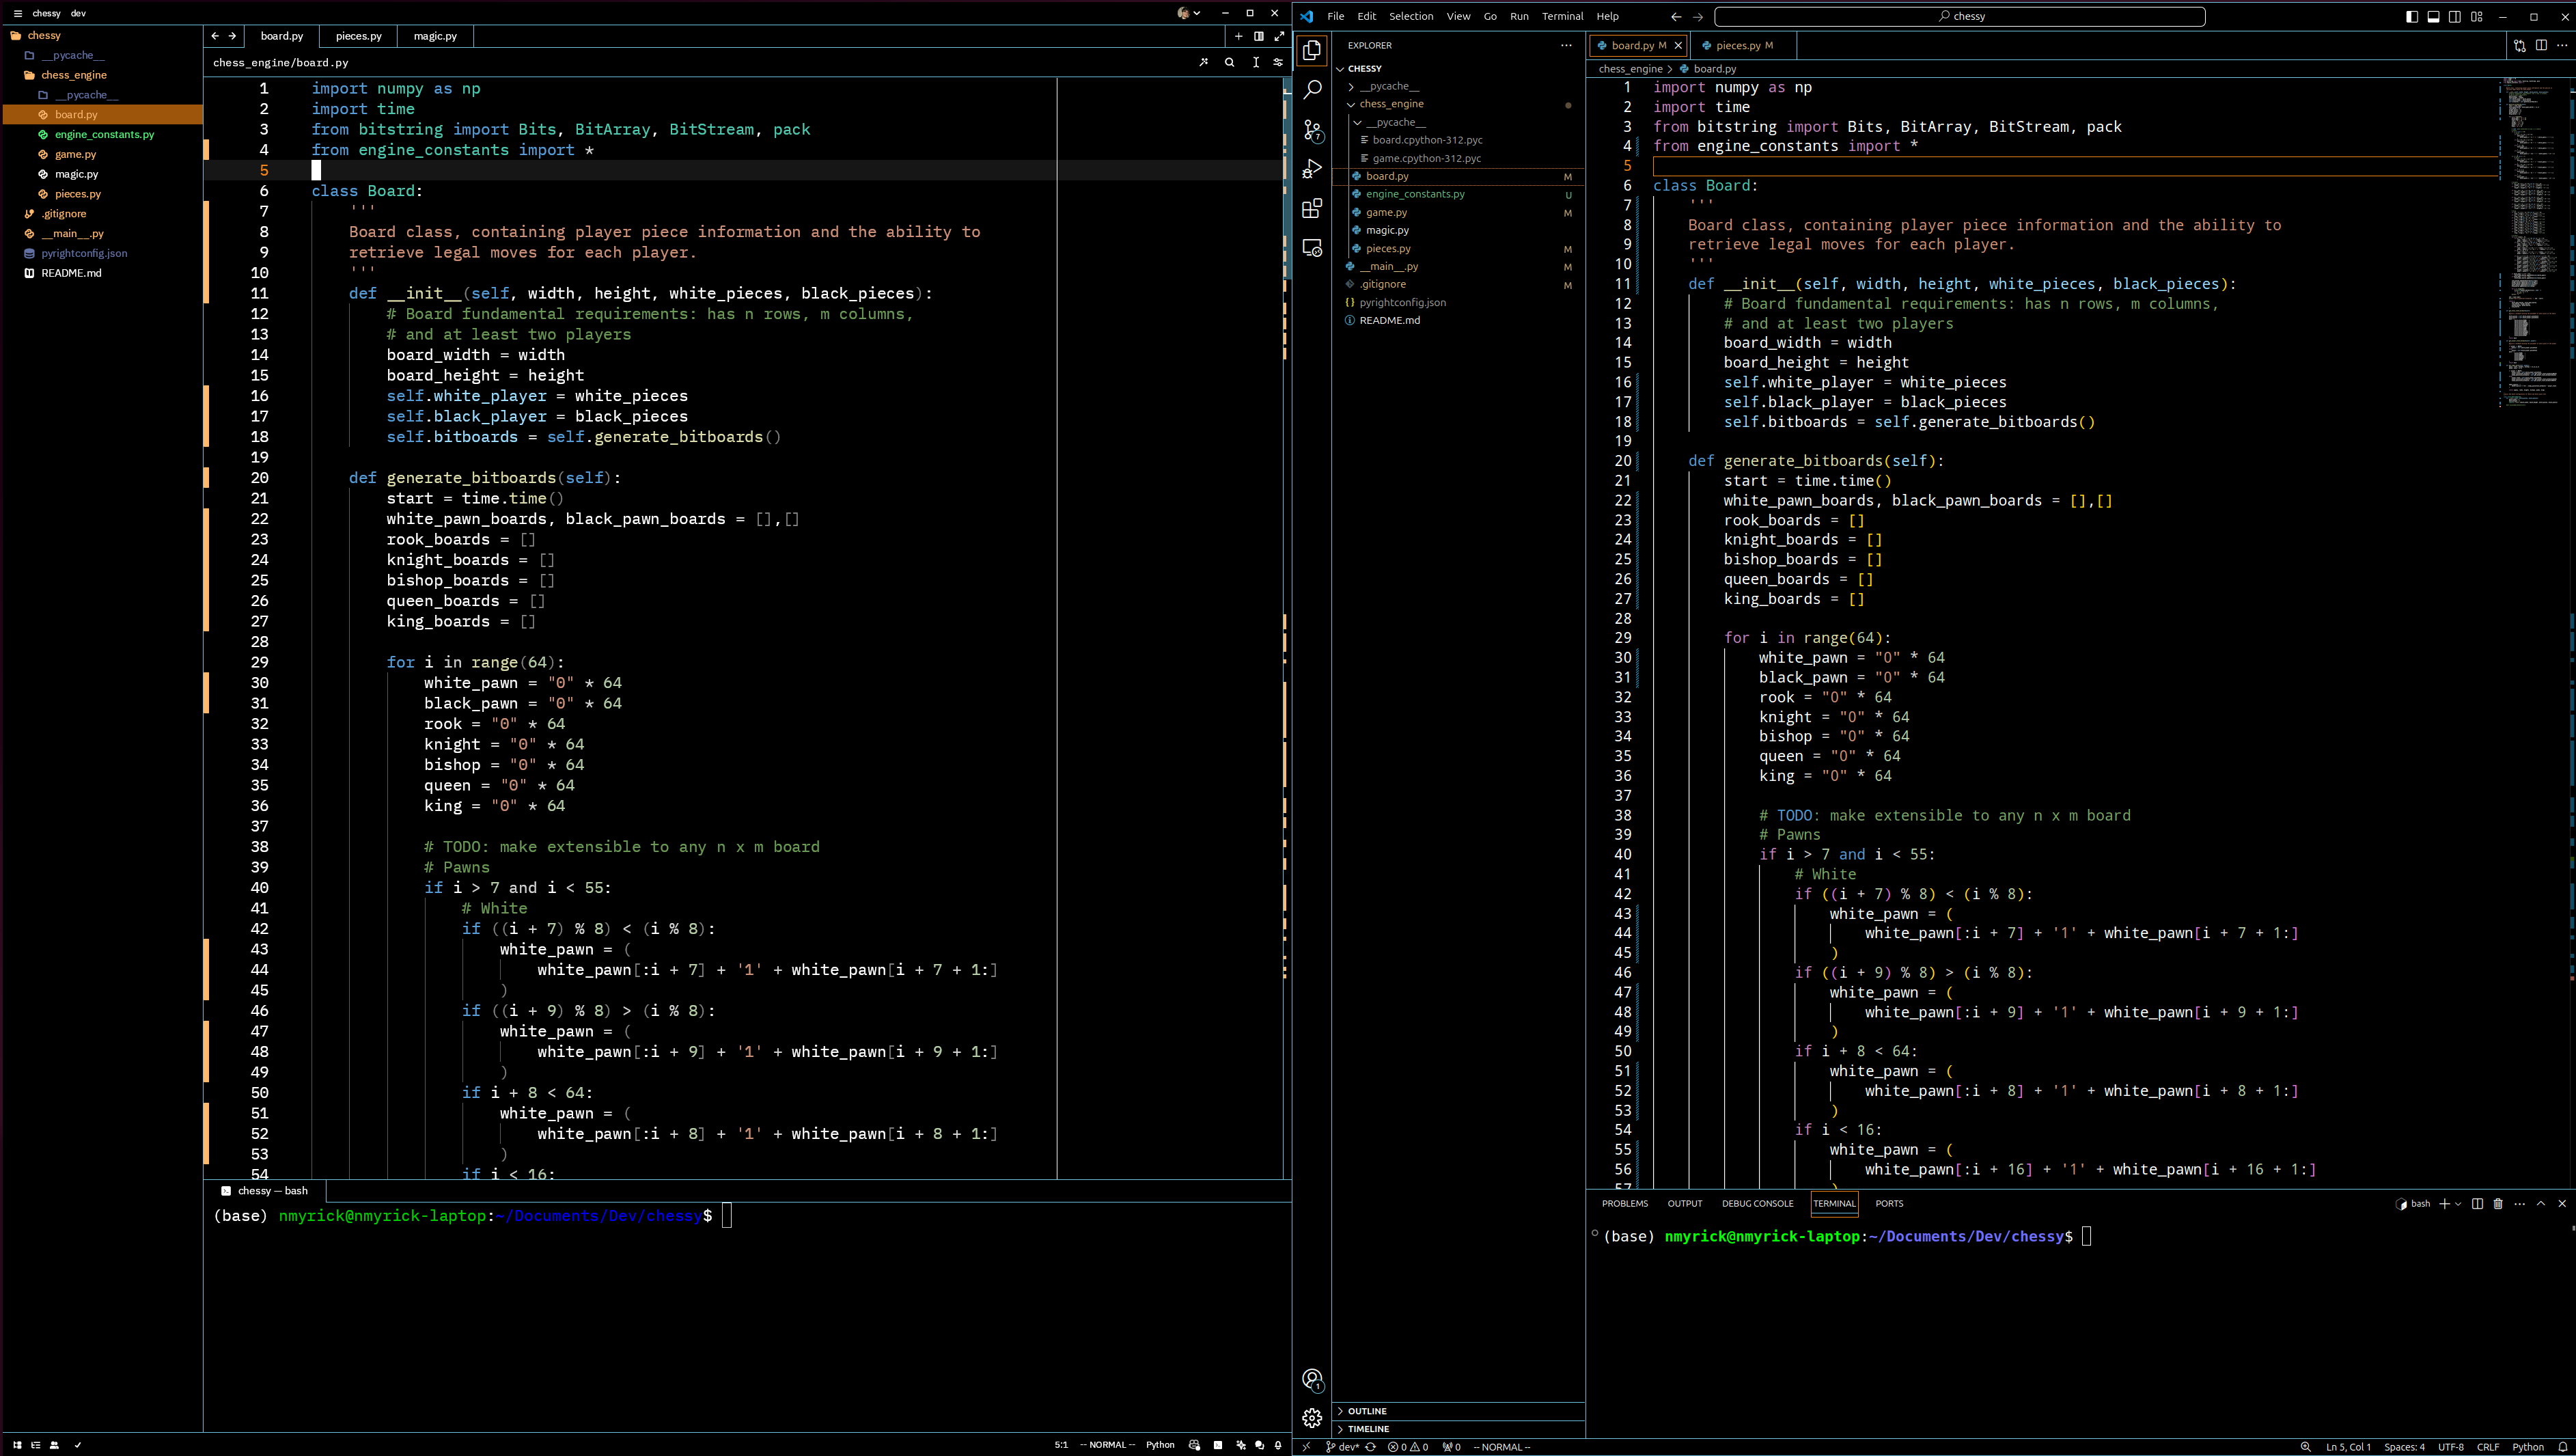 chessy dev
chessy
__pycache__
chess_engine
__pycache__
board.py
engine_constants.py
game.py
magic.py
pieces.py
.gitignore
__main__.py
pyrightconfig.json
README.md
board.py pieces.py magic.py
chess_engine/board.py
1 import numpy as np
2 import time
3 from bitstring import Bits, BitArray, BitStream, pack
4 from engine_constants import *
5
6 class Board:
7 '''
8 Board class, containing player piece information and the ability to
9 retrieve legal moves for each player.
10 '''
11 def __init__(self, width, height, white_pieces, black_pieces):
12 # Board fundamental requirements: has n rows, m columns,
13 # and at least two players
14 board_width = width
15 board_height = height
16 self.white_player = white_pieces
17 self.black_player = black_pieces
18 self.bitboards = self.generate_bitboards()
19
20 def generate_bitboards(self):
21 start = time.time()
22 white_pawn_boards, black_pawn_boards = [],[]
23 rook_boards = []
24 knight_boards = []
25 bishop_boards = []
26 queen_boards = []
27 king_boards = []
28
29 for i in range(64):
30 white_pawn = "0" * 64
31 black_pawn = "0" * 64
32 rook = "0" * 64
33 knight = "0" * 64
34 bishop = "0" * 64
35 queen = "0" * 64
36 king = "0" * 64
37
38 # TODO: make extensible to any n x m board
39 # Pawns
40 if i > 7 and i < 55:
41 # White
42 if ((i + 7) % 8) < (i % 8):
43 white_pawn = (
44 white_pawn[:i + 7] + '1' + white_pawn[i + 7 + 1:]
45 )
46 if ((i + 9) % 8) > (i % 8):
47 white_pawn = (
48 white_pawn[:i + 9] + '1' + white_pawn[i + 9 + 1:]
49 )
50 if i + 8 < 64:
51 white_pawn = (
52 white_pawn[:i + 8] + '1' + white_pawn[i + 8 + 1:]
53 )
54 if i < 16:
chessy — bash
(base) nmyrick@nmyrick-laptop:~/Documents/Dev/chessy$
5:1 -- NORMAL -- Python
File Edit Selection View Go Run Terminal Help
chessy
EXPLORER
CHESSY
__pycache__
chess_engine
__pycache__
board.cpython-312.pyc
game.cpython-312.pyc
board.py M
engine_constants.py U
game.py M
magic.py
pieces.py M
__main__.py M
.gitignore M
pyrightconfig.json
README.md
7
1
OUTLINE
TIMELINE
board.py M pieces.py M
chess_engine > board.py
1 import numpy as np
2 import time
3 from bitstring import Bits, BitArray, BitStream, pack
4 from engine_constants import *
5
6 class Board:
7 '''
8 Board class, containing player piece information and the ability to
9 retrieve legal moves for each player.
10 '''
11 def __init__(self, width, height, white_pieces, black_pieces):
12 # Board fundamental requirements: has n rows, m columns,
13 # and at least two players
14 board_width = width
15 board_height = height
16 self.white_player = white_pieces
17 self.black_player = black_pieces
18 self.bitboards = self.generate_bitboards()
19
20 def generate_bitboards(self):
21 start = time.time()
22 white_pawn_boards, black_pawn_boards = [],[]
23 rook_boards = []
24 knight_boards = []
25 bishop_boards = []
26 queen_boards = []
27 king_boards = []
28
29 for i in range(64):
30 white_pawn = "0" * 64
31 black_pawn = "0" * 64
32 rook = "0" * 64
33 knight = "0" * 64
34 bishop = "0" * 64
35 queen = "0" * 64
36 king = "0" * 64
37
38 # TODO: make extensible to any n x m board
39 # Pawns
40 if i > 7 and i < 55:
41 # White
42 if ((i + 7) % 8) < (i % 8):
43 white_pawn = (
44 white_pawn[:i + 7] + '1' + white_pawn[i + 7 + 1:]
45 )
46 if ((i + 9) % 8) > (i % 8):
47 white_pawn = (
48 white_pawn[:i + 9] + '1' + white_pawn[i + 9 + 1:]
49 )
50 if i + 8 < 64:
51 white_pawn = (
52 white_pawn[:i + 8] + '1' + white_pawn[i + 8 + 1:]
53 )
54 if i < 16:
55 white_pawn = (
56 white_pawn[:i + 16] + '1' + white_pawn[i + 16 + 1:]
57 )
PROBLEMS OUTPUT DEBUG CONSOLE TERMINAL PORTS
bash
(base) nmyrick@nmyrick-laptop:~/Documents/Dev/chessy$
dev* 0 0 0 -- NORMAL --
Ln 5, Col 1 Spaces: 4 UTF-8 CRLF Python